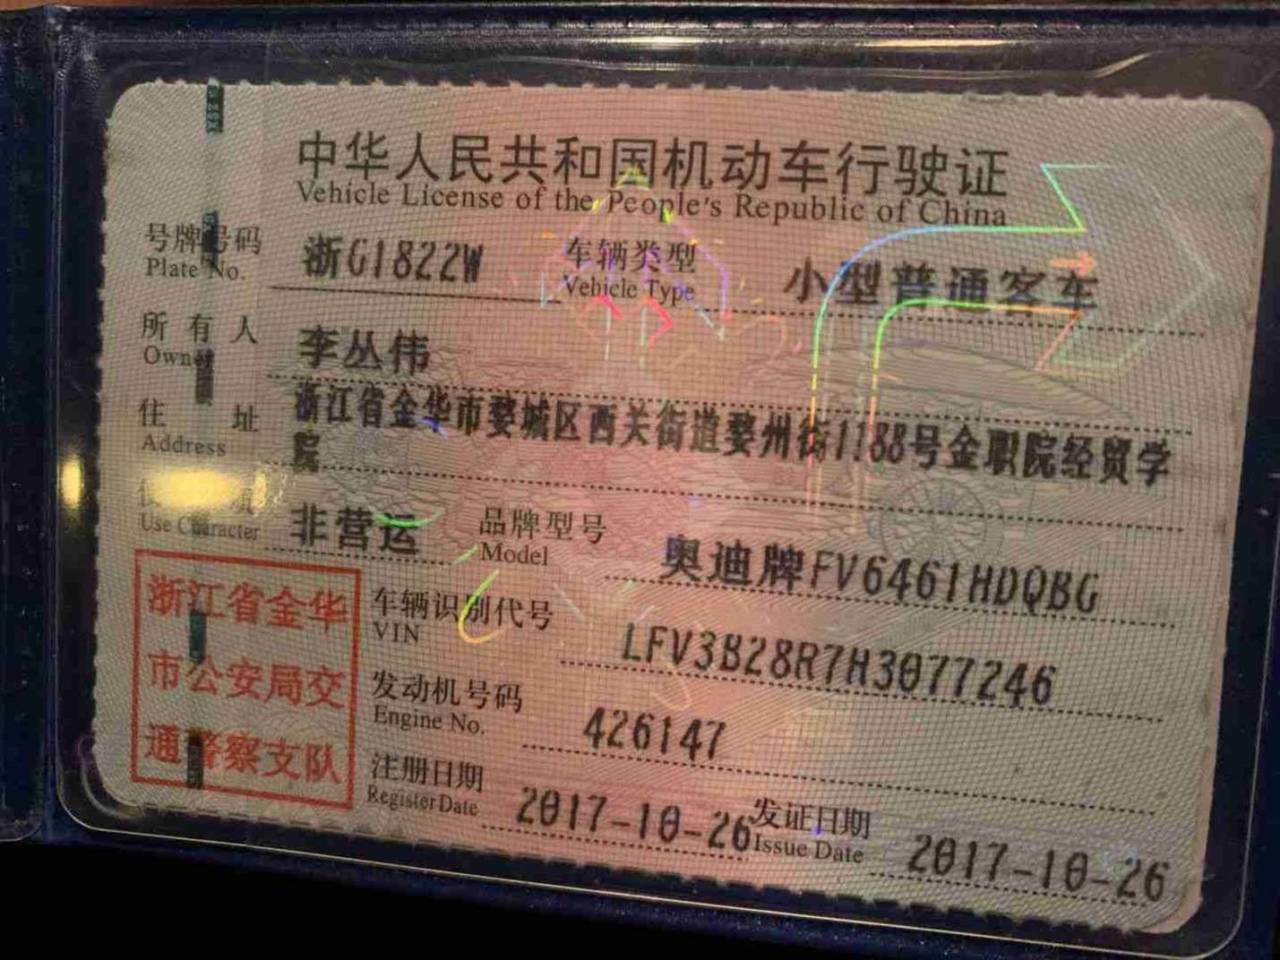 中华人民共和国机动车行驶证
Vehicle License of the People's Republic of China
号牌号码 浙G1822W 车辆类型 小型普通客车
Plate No. Vehicle Type
所有人 李丛伟
Owner
住址 浙江省金华市婺城区西关街道婺州街1188号金职院经贸学
Address 院
Use Character 非营运 品牌型号 奥迪牌FV6461HDQBG
Model
浙江省金华
市公安局交
通警察支队
车辆识别代号 LFV3B28R7H3077246
VIN
发动机号码 426147
Engine No.
注册日期 2017-10-26 发证日期 2017-10-26
Register Date Issue Date